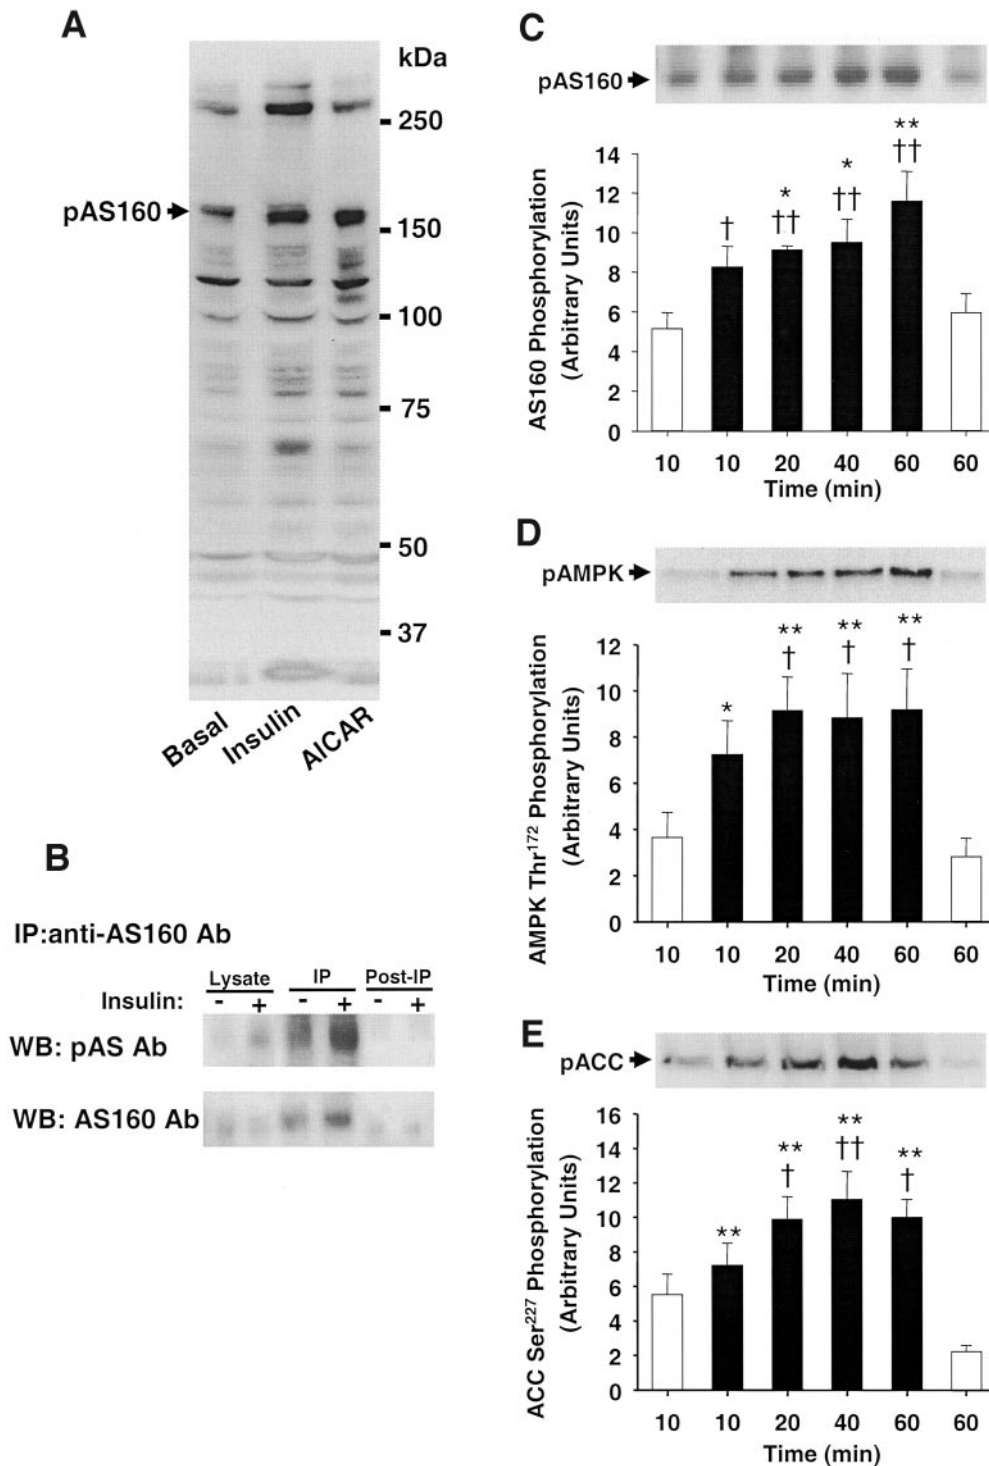 A
kDa
250
pAS160
150
100
75
50
37
Basal Insulin AICAR
B
IP:anti-AS160 Ab
Lysate IP Post-IP
Insulin: - + - + - +
WB: pAS Ab
WB: AS160 Ab
C
pAS160
AS160 Phosphorylation
(Arbitrary Units)
14
12
10
8
6
4
2
0
†
*
††
*
††
**
††
10 10 20 40 60 60
Time (min)
D
pAMPK
AMPK Thr172 Phosphorylation
(Arbitrary Units)
12
10
8
6
4
2
0
*
**
†
**
†
**
†
10 10 20 40 60 60
Time (min)
E
pACC
ACC Ser227 Phosphorylation
(Arbitrary Units)
16
14
12
10
8
6
4
2
0
**
**
†
**
††
**
†
10 10 20 40 60 60
Time (min)